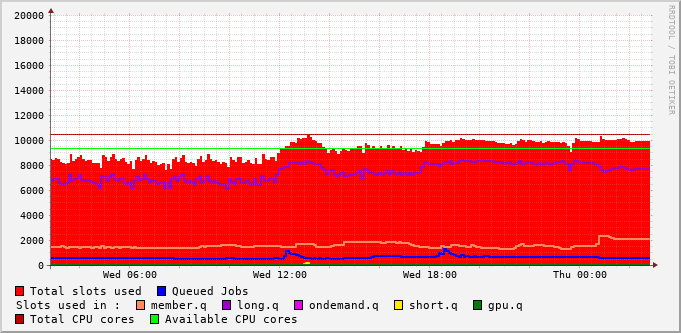 20000
18000
16000
14000
12000
10000
8000
6000
4000
2000
0
Wed 06:00 Wed 12:00 Wed 18:00 Thu 00:00
RRDTOOL / TOBI OETIKER
Total slots used Queued Jobs
Slots used in : member.q long.q ondemand.q short.q gpu.q
Total CPU cores Available CPU cores